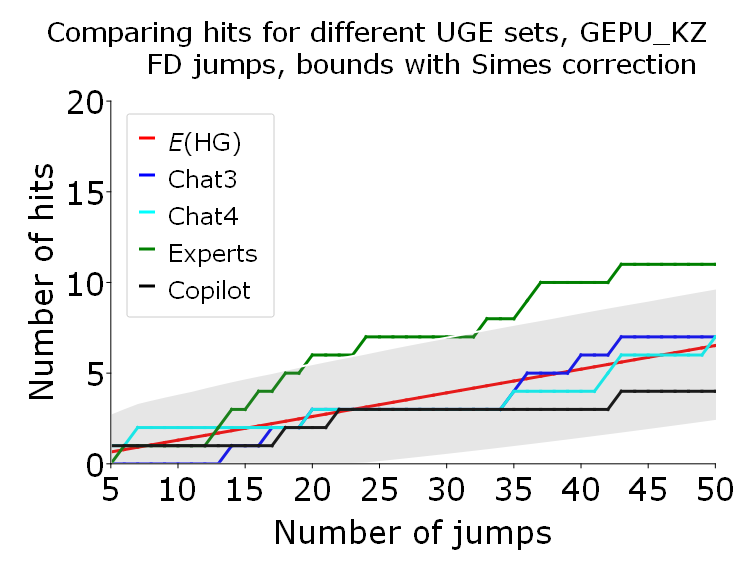 Comparing hits for different UGE sets, GEPU_KZ
FD jumps, bounds with Simes correction
Number of hits
20
15
10
5
0
E(HG)
Chat3
Chat4
Experts
Copilot
5 10 15 20 25 30 35 40 45 50
Number of jumps